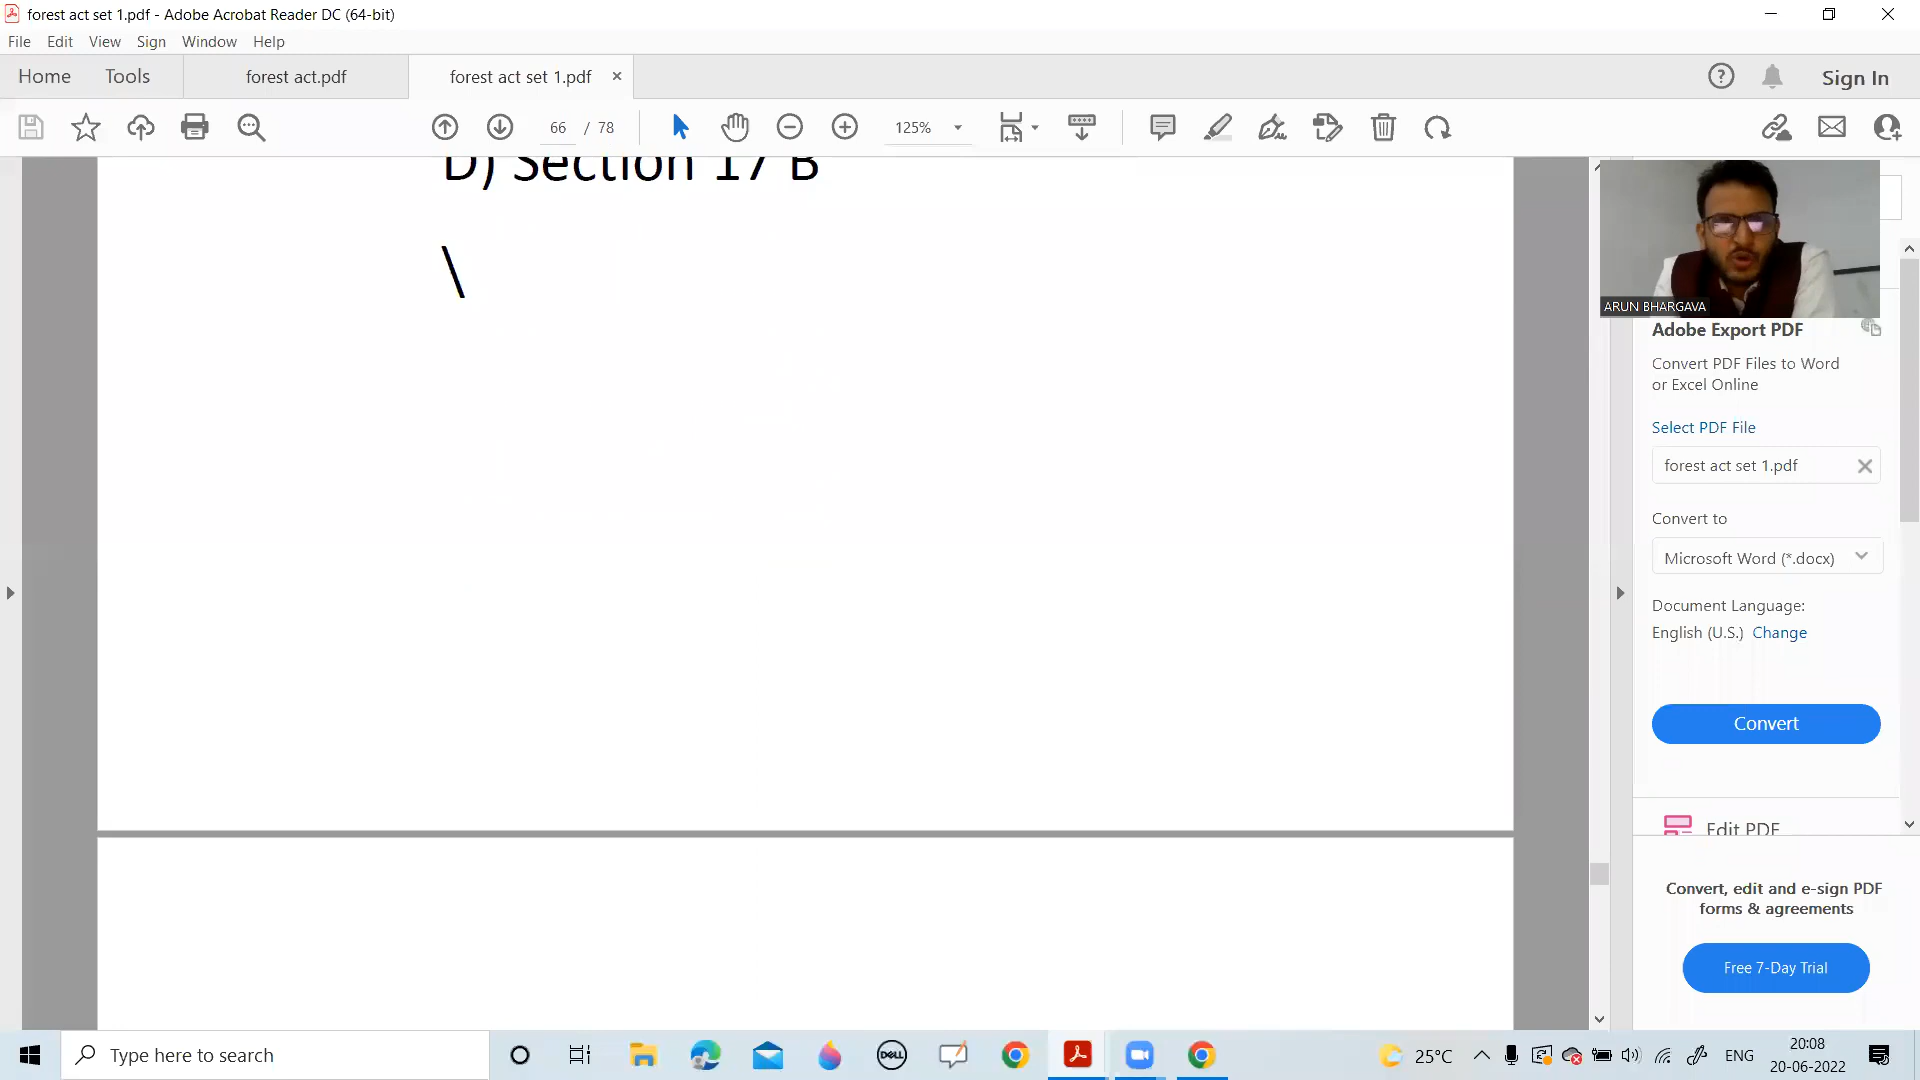 forest act set 1.pdf - Adobe Acrobat Reader DC (64-bit)
File Edit View Sign Window Help
Home Tools forest act.pdf forest act set 1.pdf × Sign In
66 / 78 125%
D) Section 17 B
\
ARUN BHARGAVA
Adobe Export PDF
Convert PDF Files to Word
or Excel Online
Select PDF File
forest act set 1.pdf
Convert to
Microsoft Word (*.docx)
Document Language:
English (U.S.) Change
Convert
Edit PDF
Convert, edit and e-sign PDF
forms & agreements
Free 7-Day Trial
Type here to search
DELL
25°C
ENG
20:08
20-06-2022